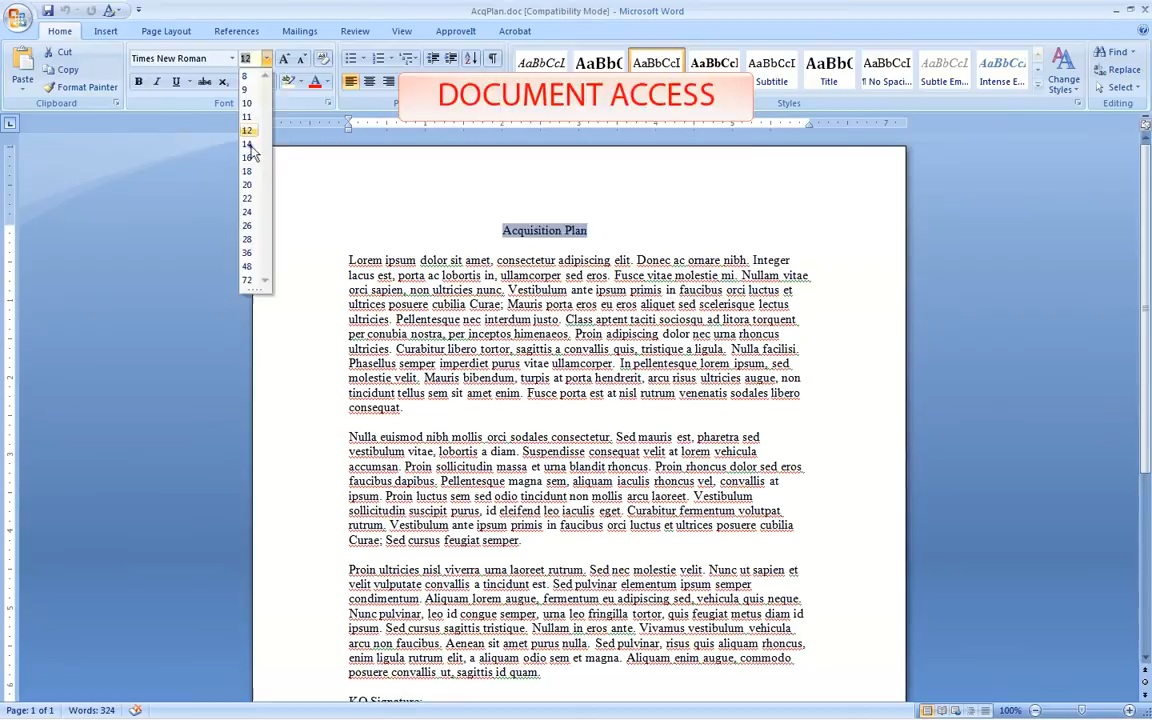 AcqPlan.doc [Compatibility Mode] - Microsoft Word
Home Insert Page Layout References Mailings Review View ApproveIt Acrobat
Cut
Copy
Format Painter
Paste
Clipboard
Times New Roman 12
Font
AaBbCcI AaBbCc AaBbCcI AaBbCc AaBbCcI AaBbCcI AaBbCcI AaBbCcI AaBbCcI
Subtitle Title ¶ No Spaci... Subtle Em... Intense E...
Styles
Change Styles
Find
Replace
Select
Editing
DOCUMENT ACCESS
8
9
10
11
12
14
16
18
20
22
24
26
28
36
48
72
Acquisition Plan
Lorem ipsum dolor sit amet, consectetur adipiscing elit. Donec ac ornare nibh. Integer
lacus est, porta ac lobortis in, ullamcorper sed eros. Fusce vitae molestie mi. Nullam vitae
orci sapien, non ultricies nunc. Vestibulum ante ipsum primis in faucibus orci luctus et
ultrices posuere cubilia Curae; Mauris porta eros eu eros aliquet sed scelerisque lectus
ultricies. Pellentesque nec interdum justo. Class aptent taciti sociosqu ad litora torquent
per conubia nostra, per inceptos himenaeos. Proin adipiscing dolor nec urna rhoncus
ultricies. Curabitur libero tortor, sagittis a convallis quis, tristique a ligula. Nulla facilisi.
Phasellus semper imperdiet purus vitae ullamcorper. In pellentesque lorem ipsum, sed
molestie velit. Mauris bibendum, turpis at porta hendrerit, arcu risus ultricies augue, non
tincidunt tellus sem sit amet enim. Fusce porta est at nisl rutrum venenatis sodales libero
consequat.
Nulla euismod nibh mollis orci sodales consectetur. Sed mauris est, pharetra sed
vestibulum vitae, lobortis a diam. Suspendisse consequat velit at lorem vehicula
accumsan. Proin sollicitudin massa et urna blandit rhoncus. Proin rhoncus dolor sed eros
faucibus dapibus. Pellentesque magna sem, aliquam iaculis rhoncus vel, convallis at
ipsum. Proin luctus sem sed odio tincidunt non mollis arcu laoreet. Vestibulum
sollicitudin suscipit purus, id eleifend leo iaculis eget. Curabitur fermentum volutpat
rutrum. Vestibulum ante ipsum primis in faucibus orci luctus et ultrices posuere cubilia
Curae; Sed cursus feugiat semper.
Proin ultricies nisl viverra urna laoreet rutrum. Sed nec molestie velit. Nunc ut sapien et
velit vulputate convallis a tincidunt est. Sed pulvinar elementum ipsum semper
condimentum. Aliquam lorem augue, fermentum eu adipiscing sed, vehicula quis neque.
Nunc pulvinar, leo id congue semper, urna leo fringilla tortor, quis feugiat metus diam id
ipsum. Sed cursus sagittis tristique. Nullam in eros ante. Vivamus vestibulum vehicula
arcu non faucibus. Aenean sit amet purus nulla. Sed pulvinar, risus quis aliquam rhoncus,
enim ligula rutrum elit, a aliquam odio sem et magna. Aliquam enim augue, commodo
posuere convallis ut, sagittis id quam.
KO Signature:
Page: 1 of 1 Words: 324 100%